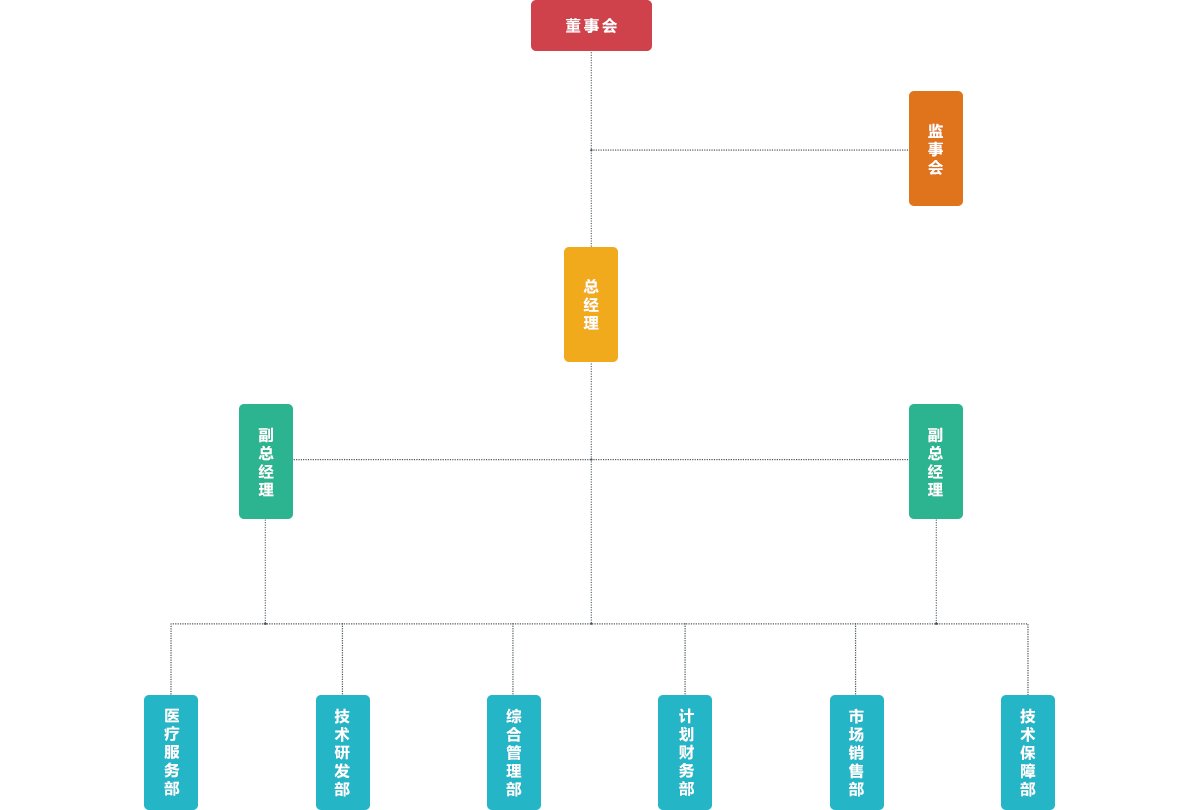 董事会
监事会
总经理
副总经理
副总经理
医疗服务部
技术研发部
综合管理部
计划财务部
市场销售部
技术保障部